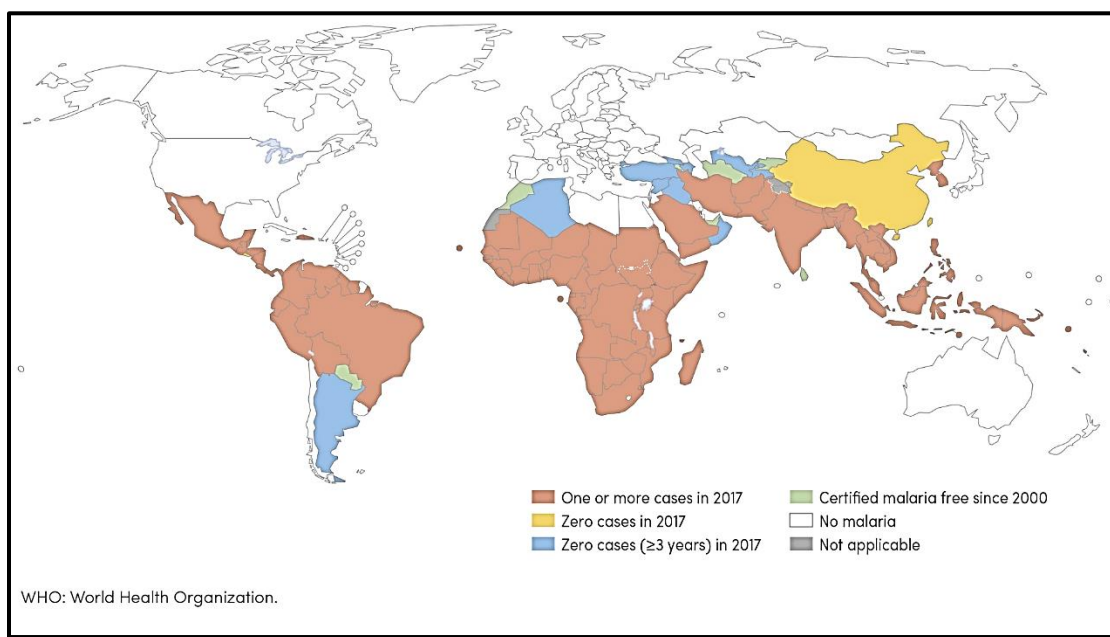 One or more cases in 2017
Zero cases in 2017
Zero cases (≥3 years) in 2017
Certified malaria free since 2000
No malaria
Not applicable
WHO: World Health Organization.